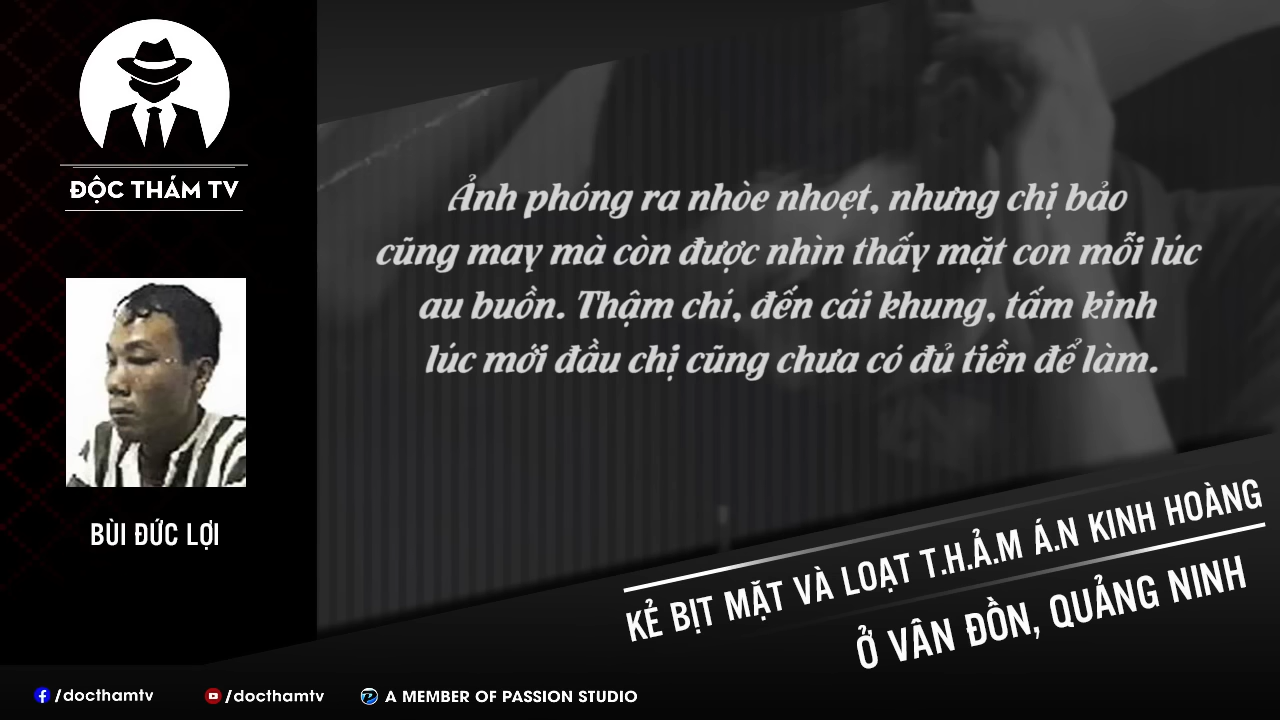 ĐỘC THÁM TV
BÙI ĐỨC LỢI
Ảnh phóng ra nhòe nhoẹt, nhưng chị bảo
cũng may mà còn được nhìn thấy mặt con mỗi lúc
au buồn. Thậm chí, đến cái khung, tấm kinh
lúc mới đầu chị cũng chưa có đủ tiền để làm.
KẺ BỊT MẶT VÀ LOẠT T.H.Ả.M Á.N KINH HOÀNG
Ở VÂN ĐỒN, QUẢNG NINH
/docthamtv /docthamtv A MEMBER OF PASSION STUDIO